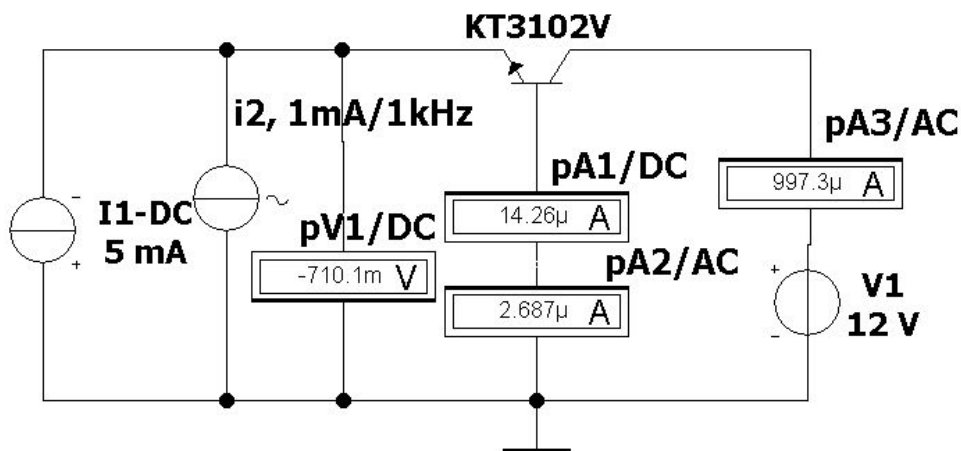 KT3102V
i2, 1mA/1kHz
pA3/AC
997.3µ A
pA1/DC
14.26µ A
I1-DC
5 mA
-
+
pV1/DC
-710.1m V
pA2/AC
2.687µ A
+
-
V1
12 V